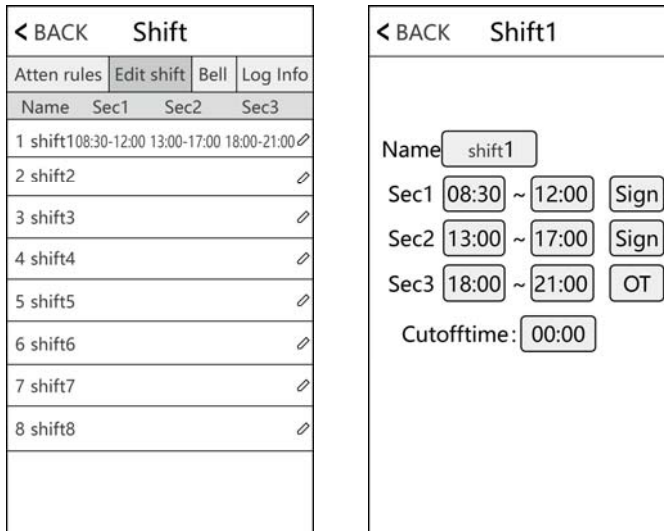 < BACK Shift
Atten rules Edit shift Bell Log Info
Name Sec1 Sec2 Sec3
1 shift1 08:30-12:00 13:00-17:00 18:00-21:00
2 shift2
3 shift3
4 shift4
5 shift5
6 shift6
7 shift7
8 shift8
< BACK Shift1
Name shift1
Sec1 08:30 ~ 12:00 Sign
Sec2 13:00 ~ 17:00 Sign
Sec3 18:00 ~ 21:00 OT
Cutofftime: 00:00